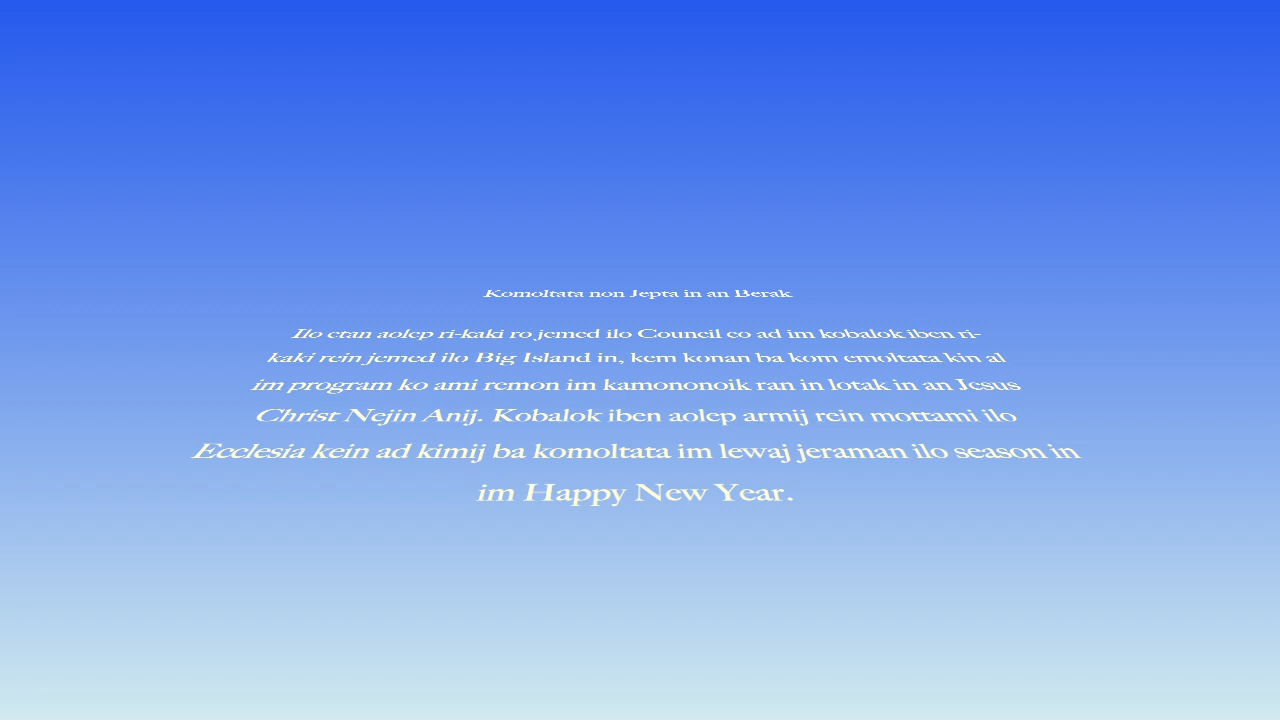 Komoltata non Jepta in an Berak
Ilo etan aolep ri-kaki ro jemed ilo Council eo ad im kobalok iben ri-
kaki rein jemed ilo Big Island in, kem konan ba kom emoltata kin al
im program ko ami remon im kamononoik ran in lotak in an Jesus
Christ Nejin Anij. Kobalok iben aolep armij rein mottami ilo
Ecclesia kein ad kimij ba komoltata im lewaj jeraman ilo season in
im Happy New Year.